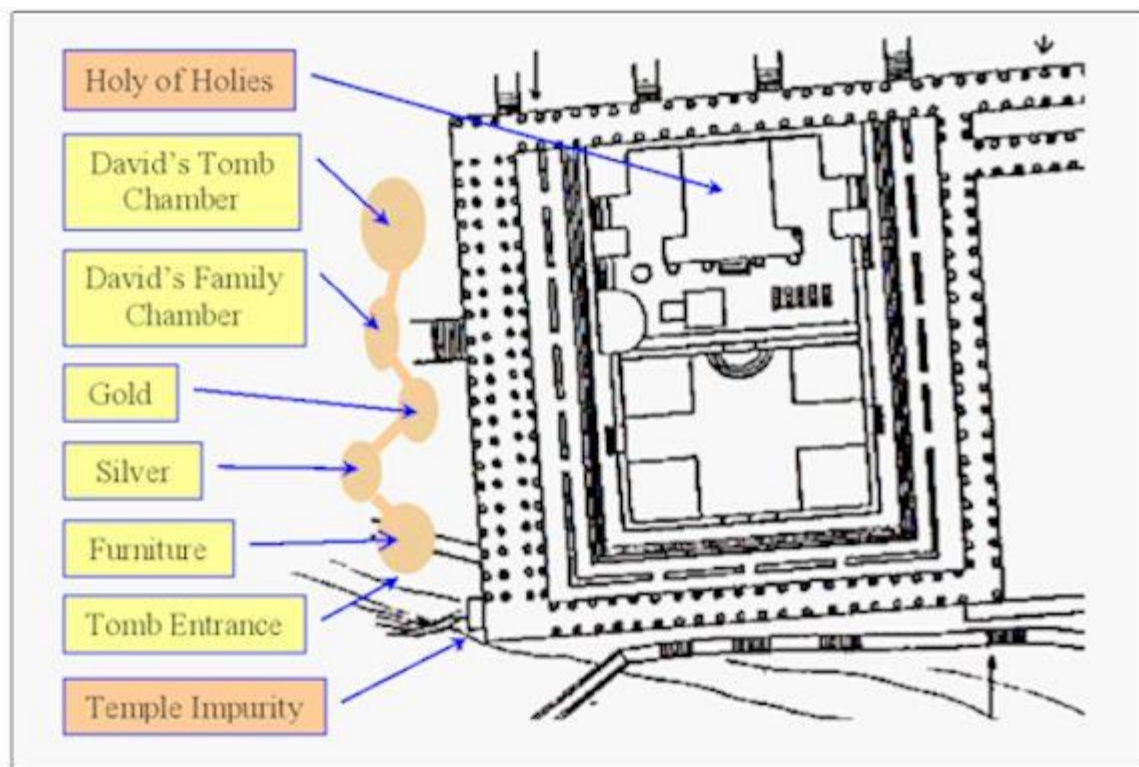 Holy of Holies
David's Tomb
Chamber
David's Family
Chamber
Gold
Silver
Furniture
Tomb Entrance
Temple Impurity